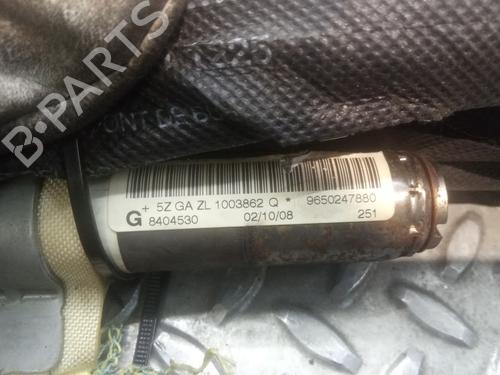 B-PARTS
+ 5Z GA ZL 1003862 Q * 9650247880
G 8404530 02/10/08 251